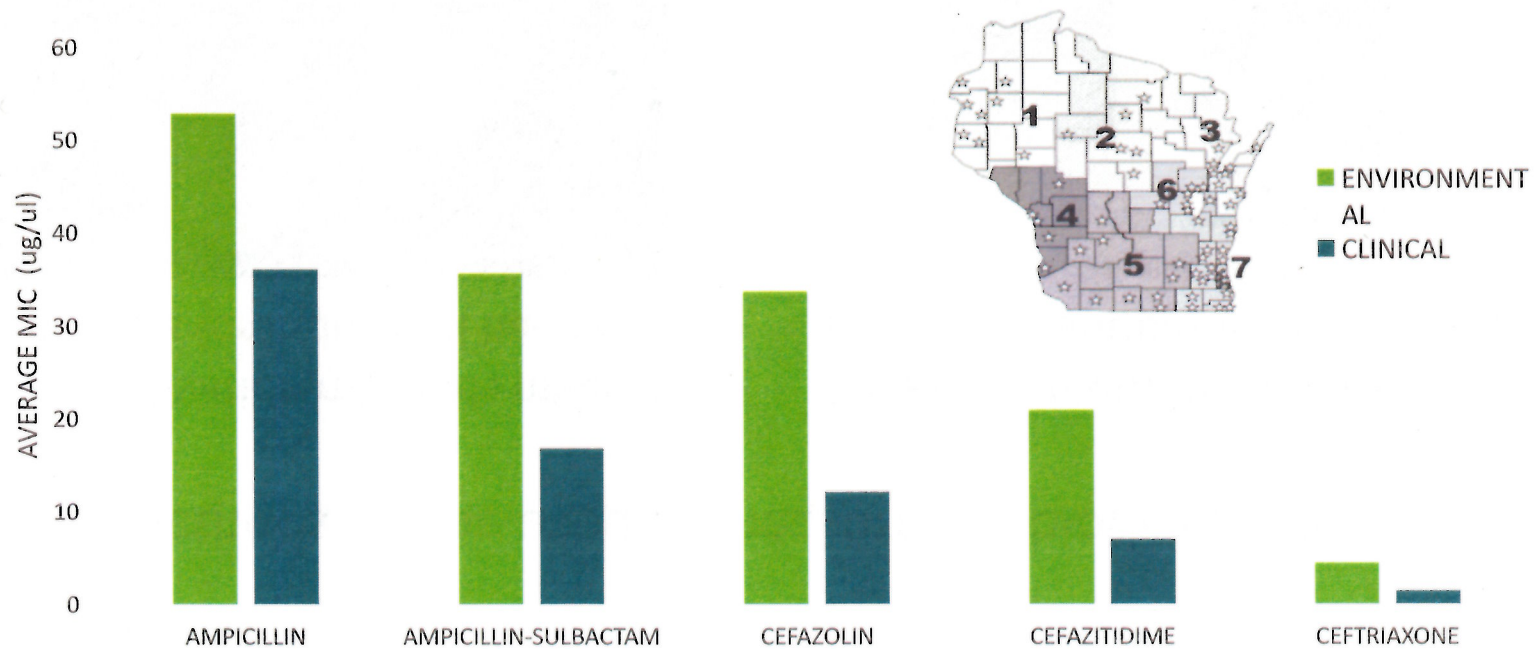 60
50
40
30
20
10
0
AVERAGE MIC (ug/ul)
AMPICILLIN
AMPICILLIN-SULBACTAM
CEFAZOLIN
CEFAZITIDIME
CEFTRIAXONE
1
2
3
4
5
6
7
ENVIRONMENT
AL
CLINICAL